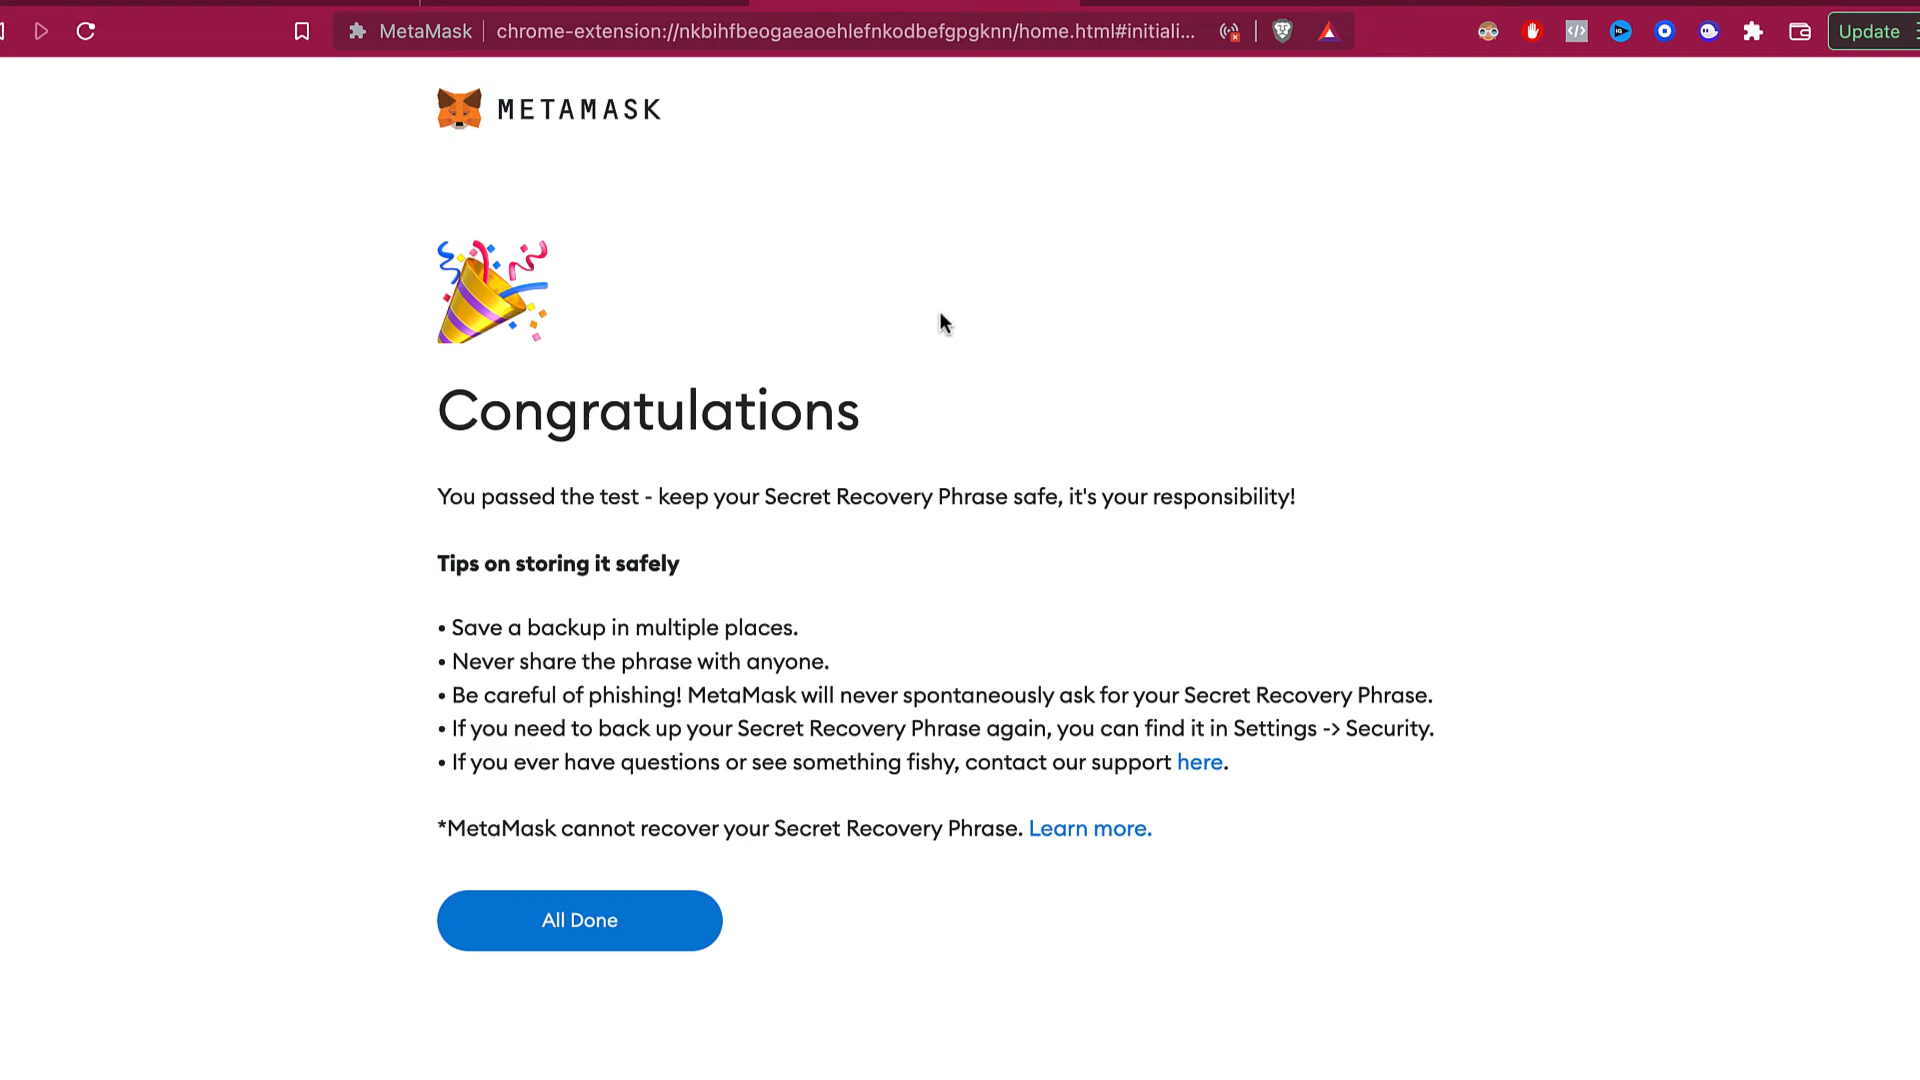 MetaMask chrome-extension://nkbihfbeogaeaoehlefnkodbefgpgknn/home.html#initiali... Update
METAMASK
Congratulations
You passed the test - keep your Secret Recovery Phrase safe, it's your responsibility!
Tips on storing it safely
• Save a backup in multiple places.
• Never share the phrase with anyone.
• Be careful of phishing! MetaMask will never spontaneously ask for your Secret Recovery Phrase.
• If you need to back up your Secret Recovery Phrase again, you can find it in Settings -> Security.
• If you ever have questions or see something fishy, contact our support here.
*MetaMask cannot recover your Secret Recovery Phrase. Learn more.
All Done